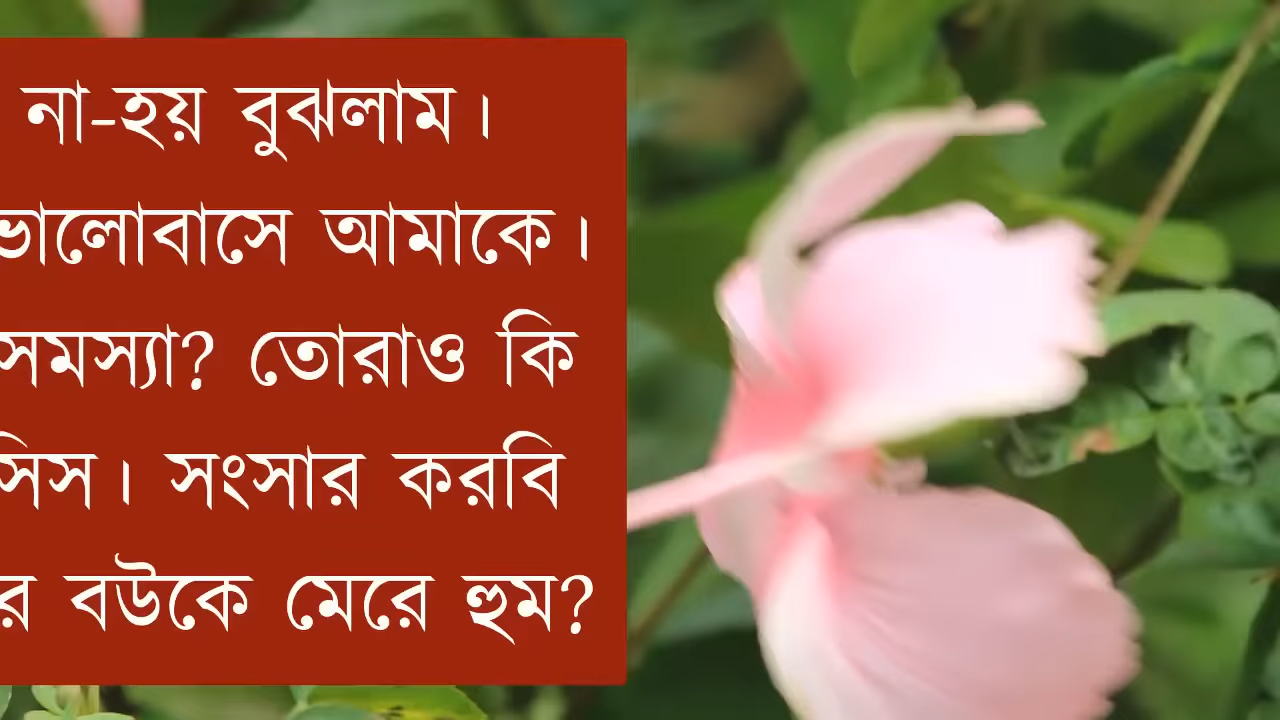 না-হয় বুঝলাম।
ভালোবাসে আমাকে।
সমস্যা? তোরাও কি
সিস। সংসার করবি
র বউকে মেরে হুম?